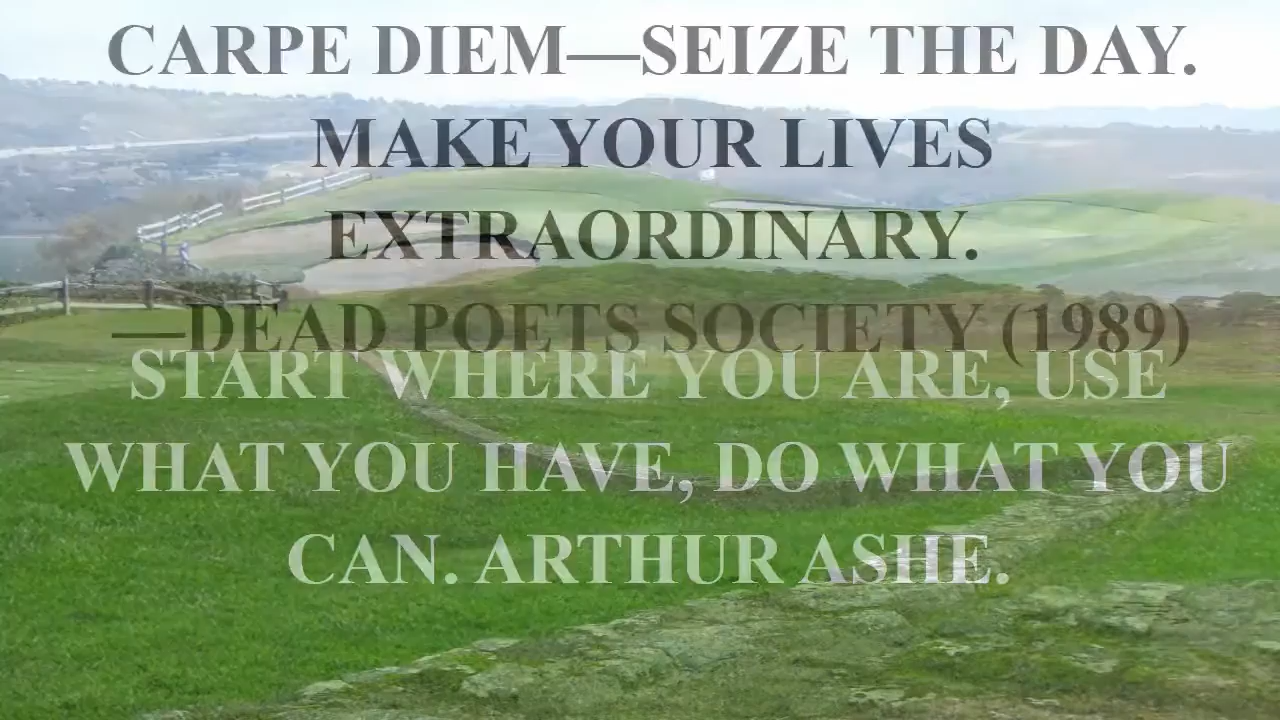 CARPE DIEM—SEIZE THE DAY.
MAKE YOUR LIVES
EXTRAORDINARY.
—DEAD POETS SOCIETY (1989)
START WHERE YOU ARE, USE
WHAT YOU HAVE, DO WHAT YOU
CAN. ARTHUR ASHE.